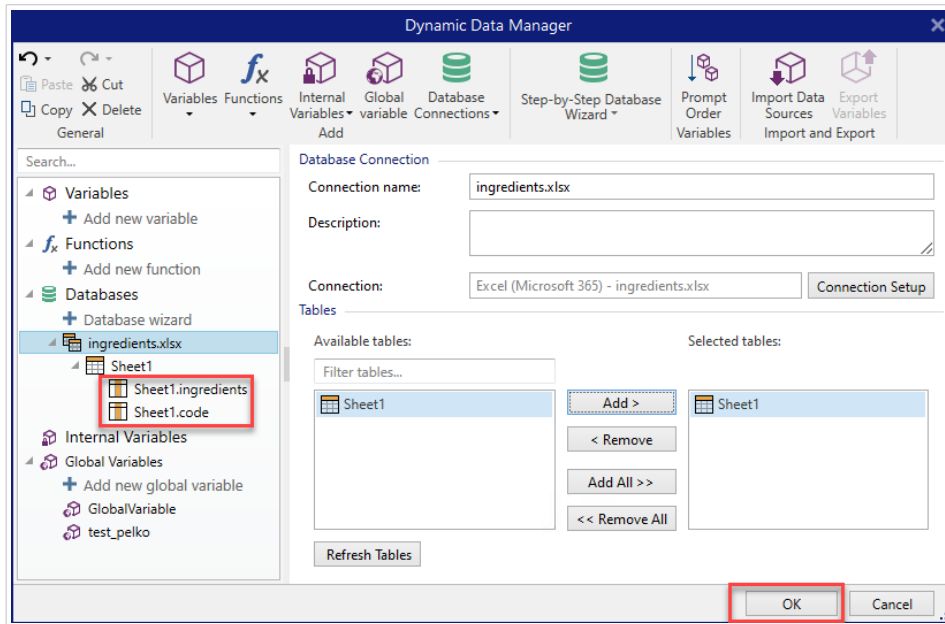 Dynamic Data Manager
Paste Cut
Copy Delete
General
Variables Functions
Internal Variables
Global variable
Database Connections
Add
Step-by-Step Database Wizard
Prompt Order
Variables
Import Data Sources
Export Variables
Import and Export
Search...
Variables
Add new variable
fx Functions
Add new function
Databases
Database wizard
ingredients.xlsx
Sheet1
Sheet1.ingredients
Sheet1.code
Internal Variables
Global Variables
Add new global variable
GlobalVariable
test_pelko
Database Connection
Connection name: ingredients.xlsx
Description:
Connection: Excel (Microsoft 365) - ingredients.xlsx Connection Setup
Tables
Available tables: Selected tables:
Filter tables...
Sheet1 Add > Sheet1
< Remove
Add All >>
<< Remove All
Refresh Tables
OK Cancel